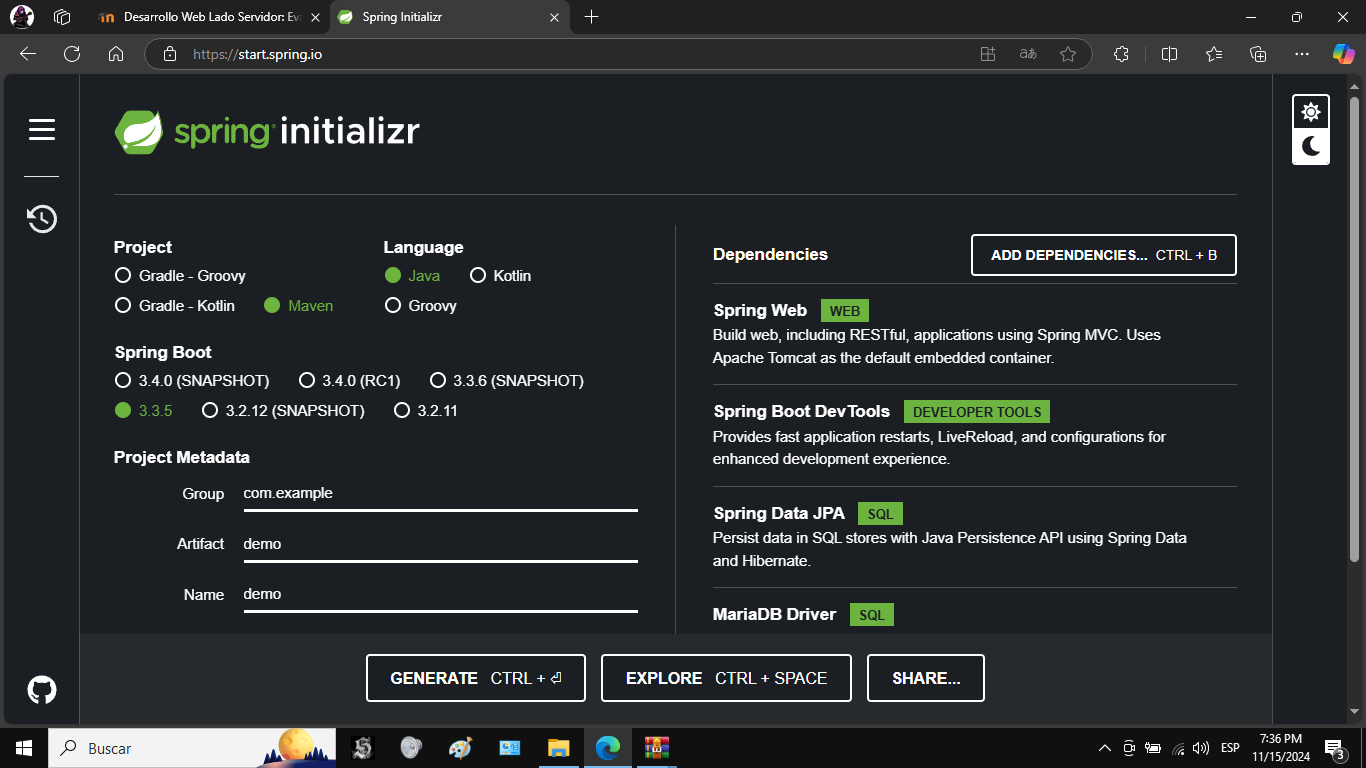 Desarrollo Web Lado Servidor: Eva
Spring Initializr
https://start.spring.io
spring initializr
Project
Gradle - Groovy
Gradle - Kotlin
Maven
Language
Java
Kotlin
Groovy
Spring Boot
3.4.0 (SNAPSHOT)
3.4.0 (RC1)
3.3.6 (SNAPSHOT)
3.3.5
3.2.12 (SNAPSHOT)
3.2.11
Project Metadata
Group com.example
Artifact demo
Name demo
Dependencies
ADD DEPENDENCIES... CTRL + B
Spring Web WEB
Build web, including RESTful, applications using Spring MVC. Uses
Apache Tomcat as the default embedded container.
Spring Boot DevTools DEVELOPER TOOLS
Provides fast application restarts, LiveReload, and configurations for
enhanced development experience.
Spring Data JPA SQL
Persist data in SQL stores with Java Persistence API using Spring Data
and Hibernate.
MariaDB Driver SQL
GENERATE CTRL + ⏎
EXPLORE CTRL + SPACE
SHARE...
Buscar
ESP
7:36 PM
11/15/2024
3